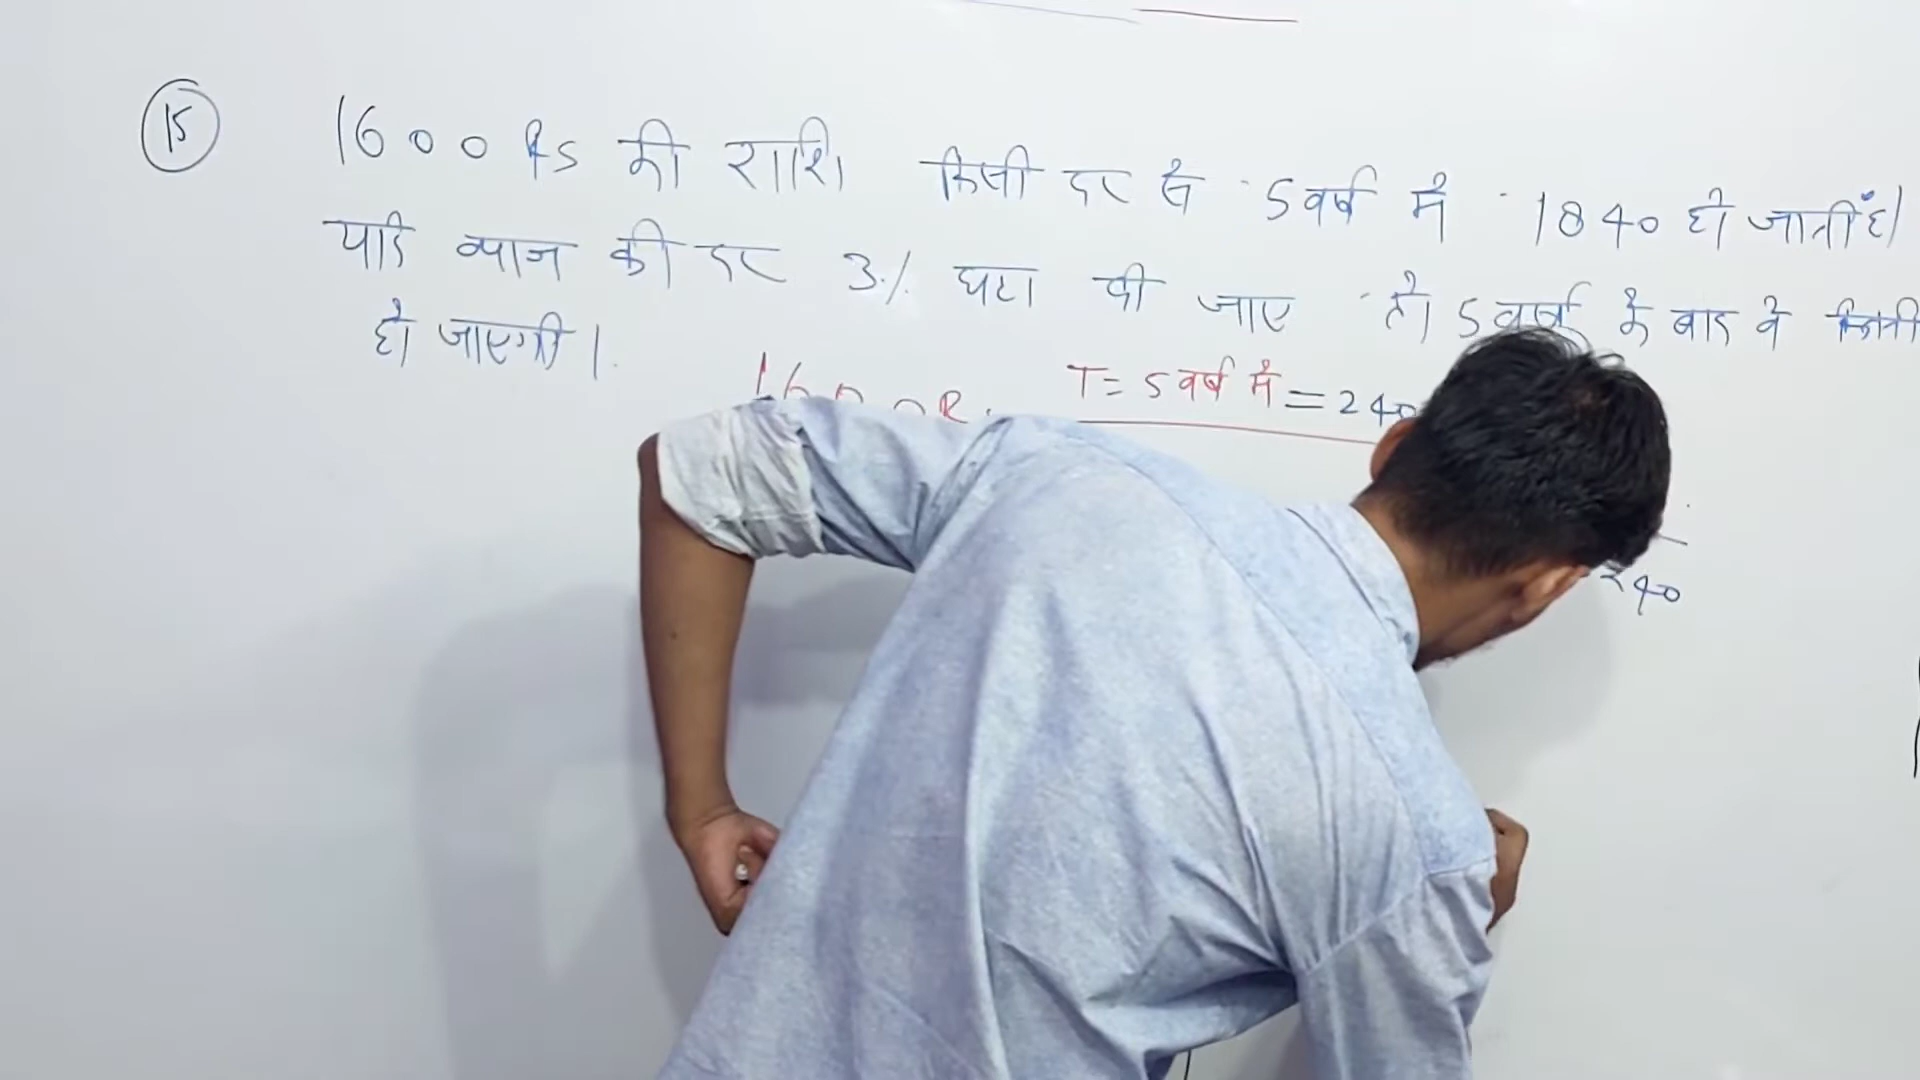 15
1600 Rs की राशि किसी दर से 5 वर्ष में 1840 हो जाती हैं।
यदि ब्याज की दर 3% घटा दी जाए तो 5 वर्ष के बाद वे कितनी
हो जाएगी।
1600 R
T = 5 वर्ष में = 240
240